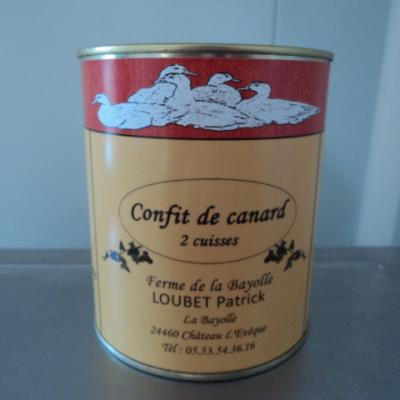 Confit de canard
2 cuisses
Ferme de la Bayolle
LOUBET Patrick
La Bayolle
24460 Château L'Evêque
Tél : 05.53.54.36.16